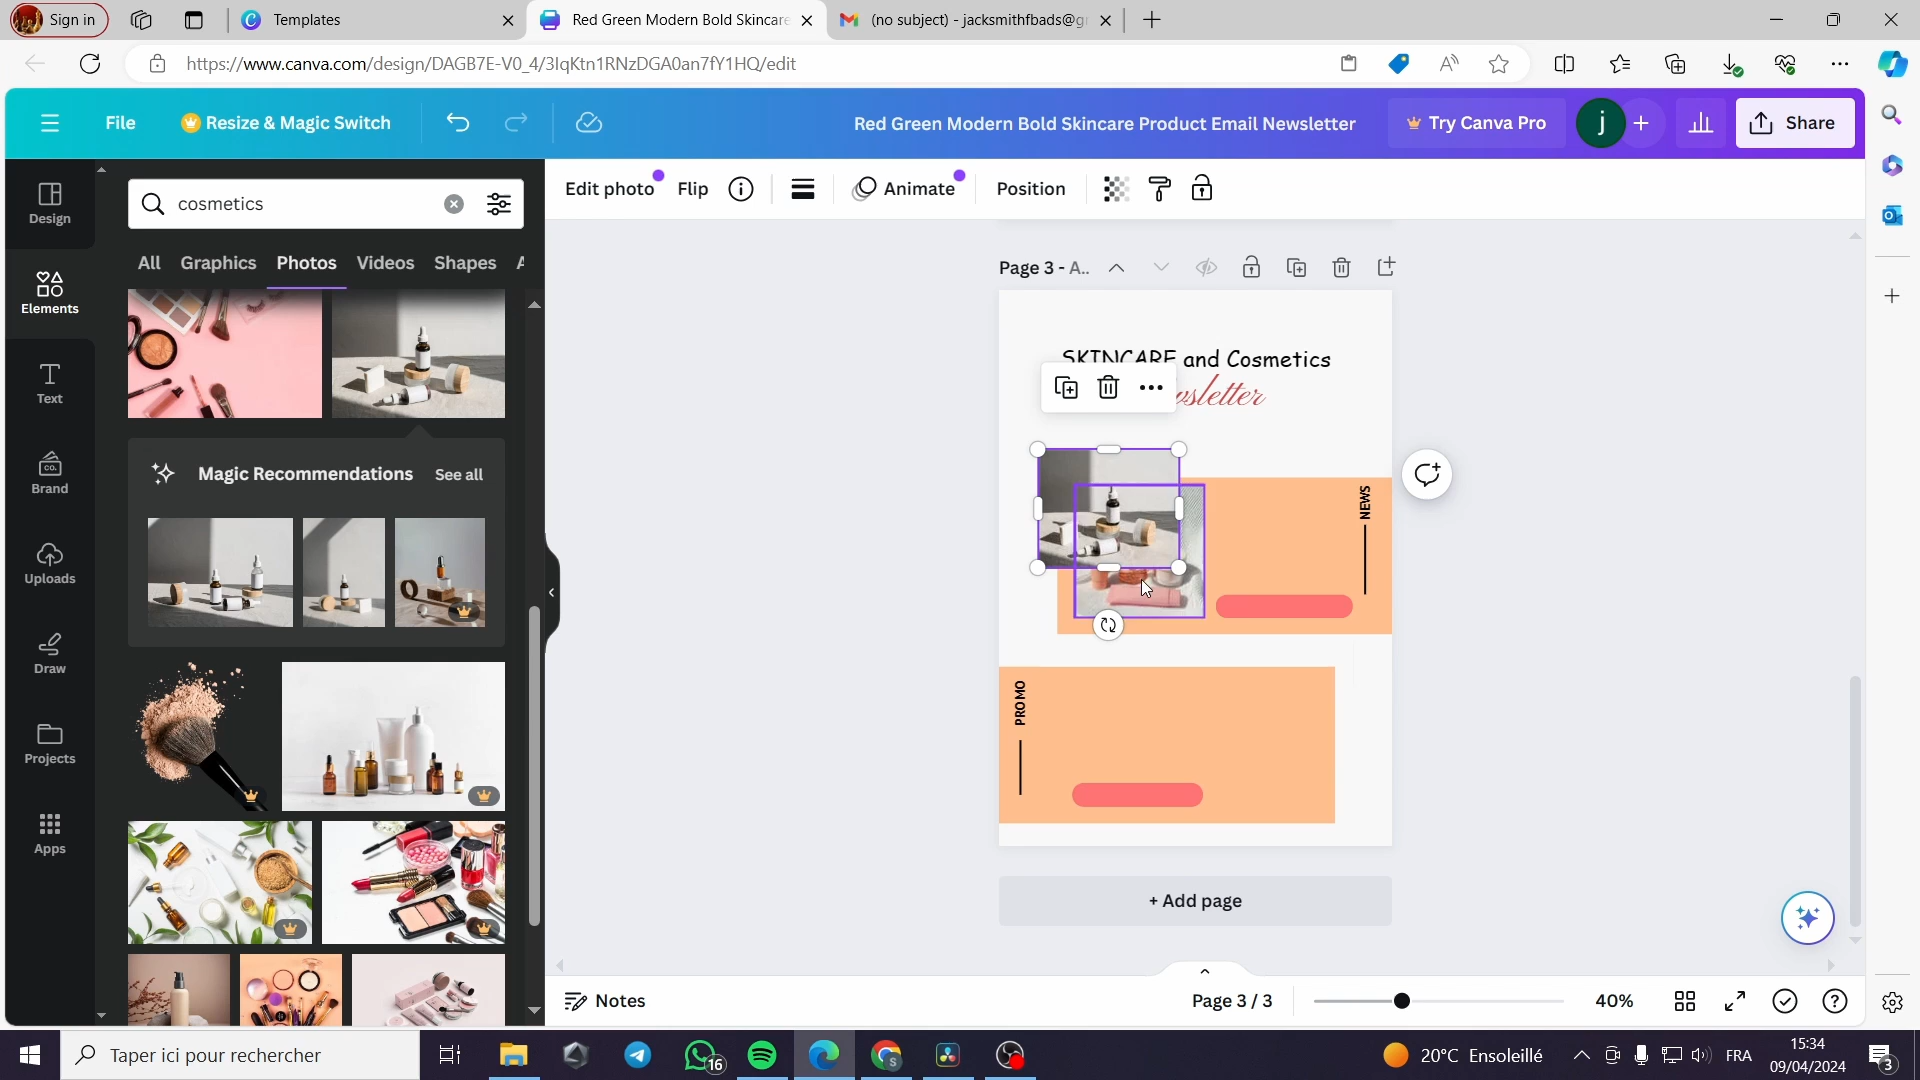 Sign in
Templates
Red Green Modern Bold Skincare
(no subject) - jacksmithfbads@g
https://www.canva.com/design/DAGB7E-V0_4/3IqKtn1RNzDGA0an7fY1HQ/edit
File
Resize & Magic Switch
Red Green Modern Bold Skincare Product Email Newsletter
Try Canva Pro
j
Share
Design
Elements
Text
Brand
Uploads
Draw
Projects
Apps
cosmetics
All
Graphics
Photos
Videos
Shapes
A
Magic Recommendations
See all
Edit photo
Flip
Animate
Position
Page 3 - A..
SKINCARE and Cosmetics
wsletter
NEWS
PROMO
+ Add page
Notes
Page 3 / 3
40%
Taper ici pour rechercher
16
20°C Ensoleillé
FRA
15:34
09/04/2024
3